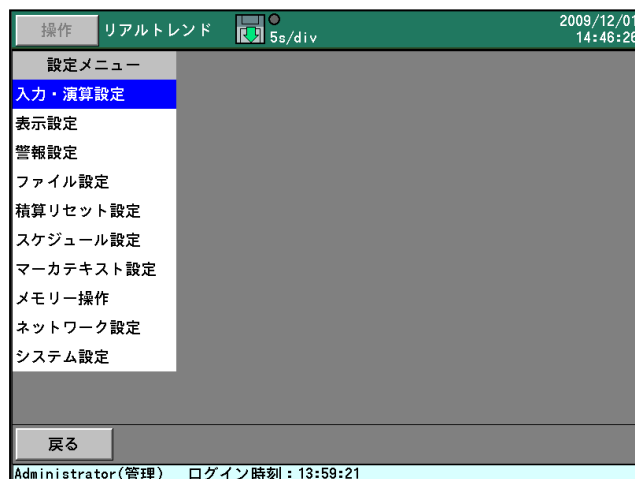 操作 リアルトレンド 5s/div 2009/12/01
14:46:26
設定メニュー
入力・演算設定
表示設定
警報設定
ファイル設定
積算リセット設定
スケジュール設定
マーカテキスト設定
メモリー操作
ネットワーク設定
システム設定
戻る
Administrator(管理) ログイン時刻：13:59:21